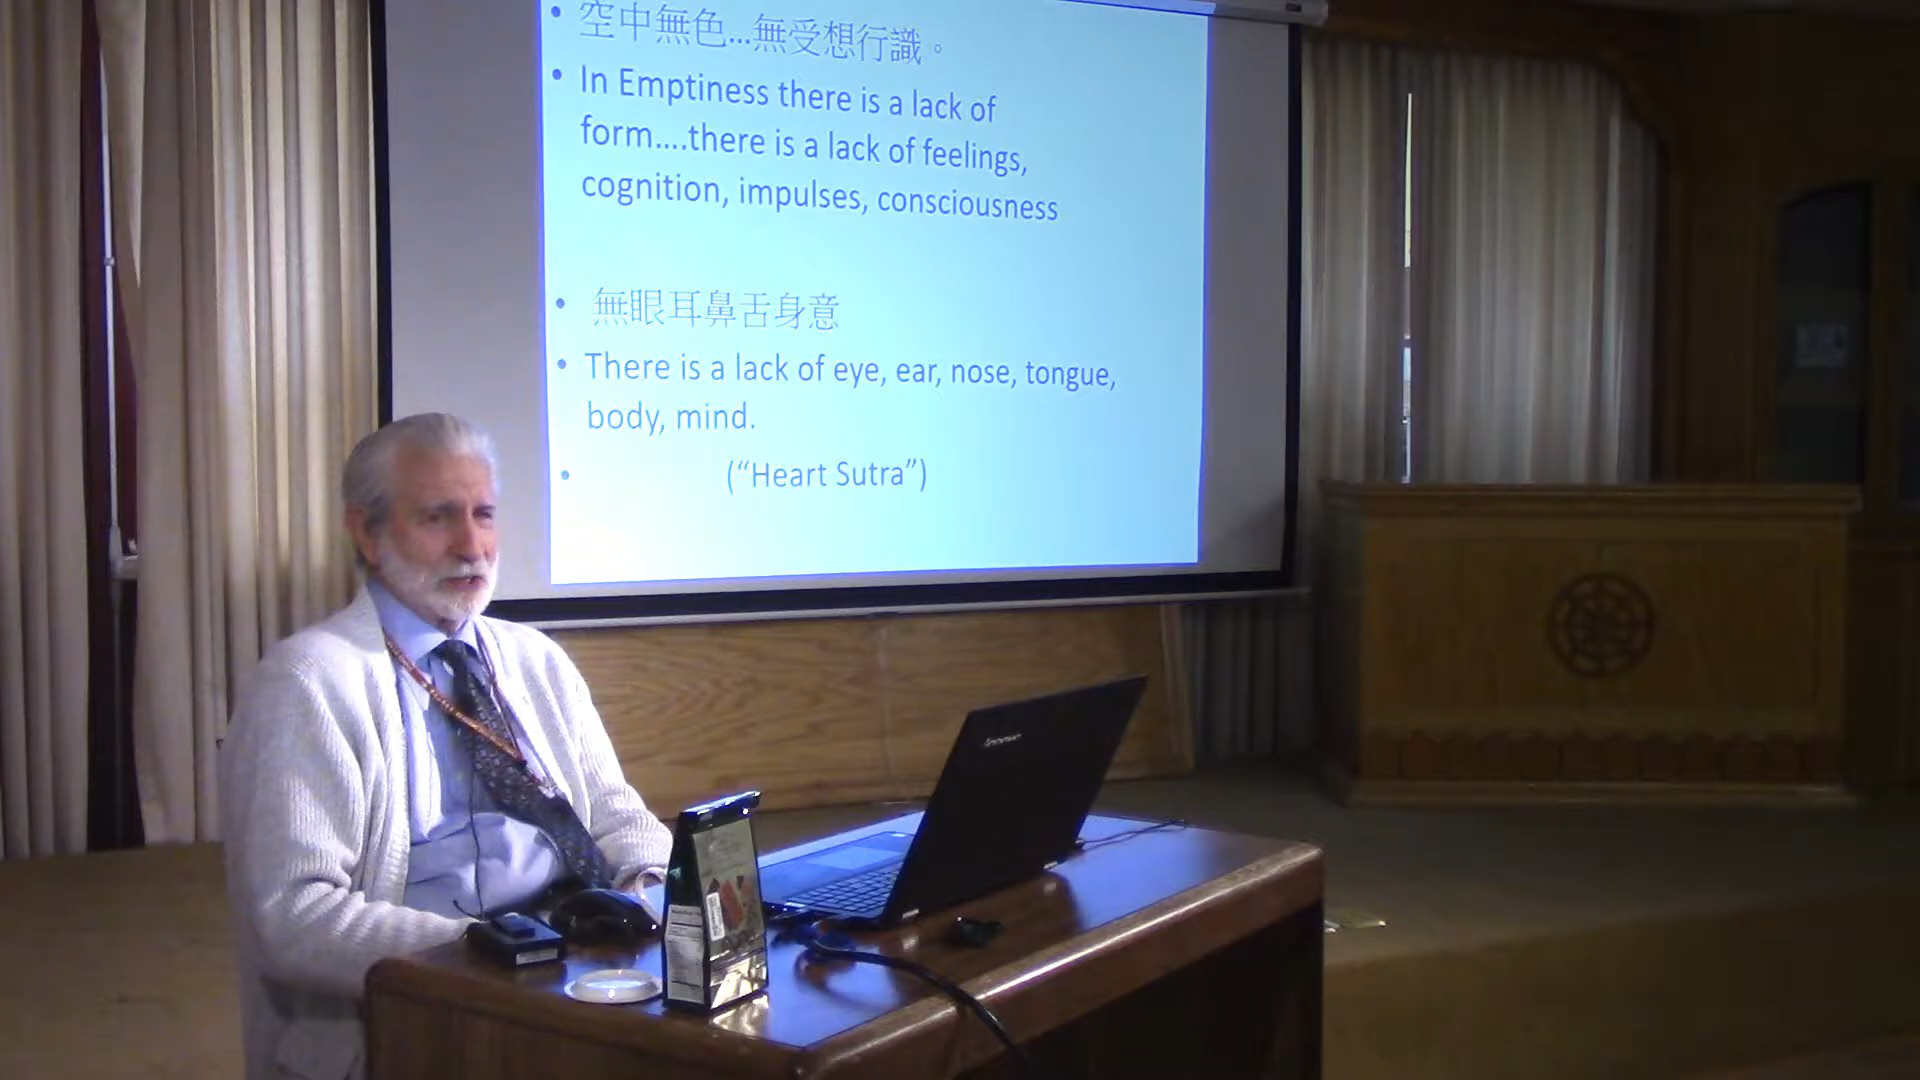 • 空中無色...無受想行識。
• In Emptiness there is a lack of
form....there is a lack of feelings,
cognition, impulses, consciousness
• 無眼耳鼻舌身意
• There is a lack of eye, ear, nose, tongue,
body, mind.
• (“Heart Sutra”)
lenovo